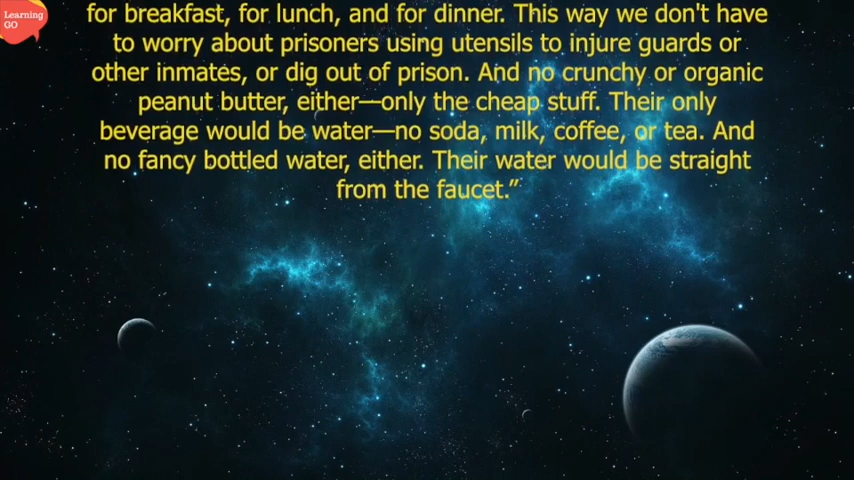 Learning
GO
for breakfast, for lunch, and for dinner. This way we don't have
to worry about prisoners using utensils to injure guards or
other inmates, or dig out of prison. And no crunchy or organic
peanut butter, either—only the cheap stuff. Their only
beverage would be water—no soda, milk, coffee, or tea. And
no fancy bottled water, either. Their water would be straight
from the faucet.”